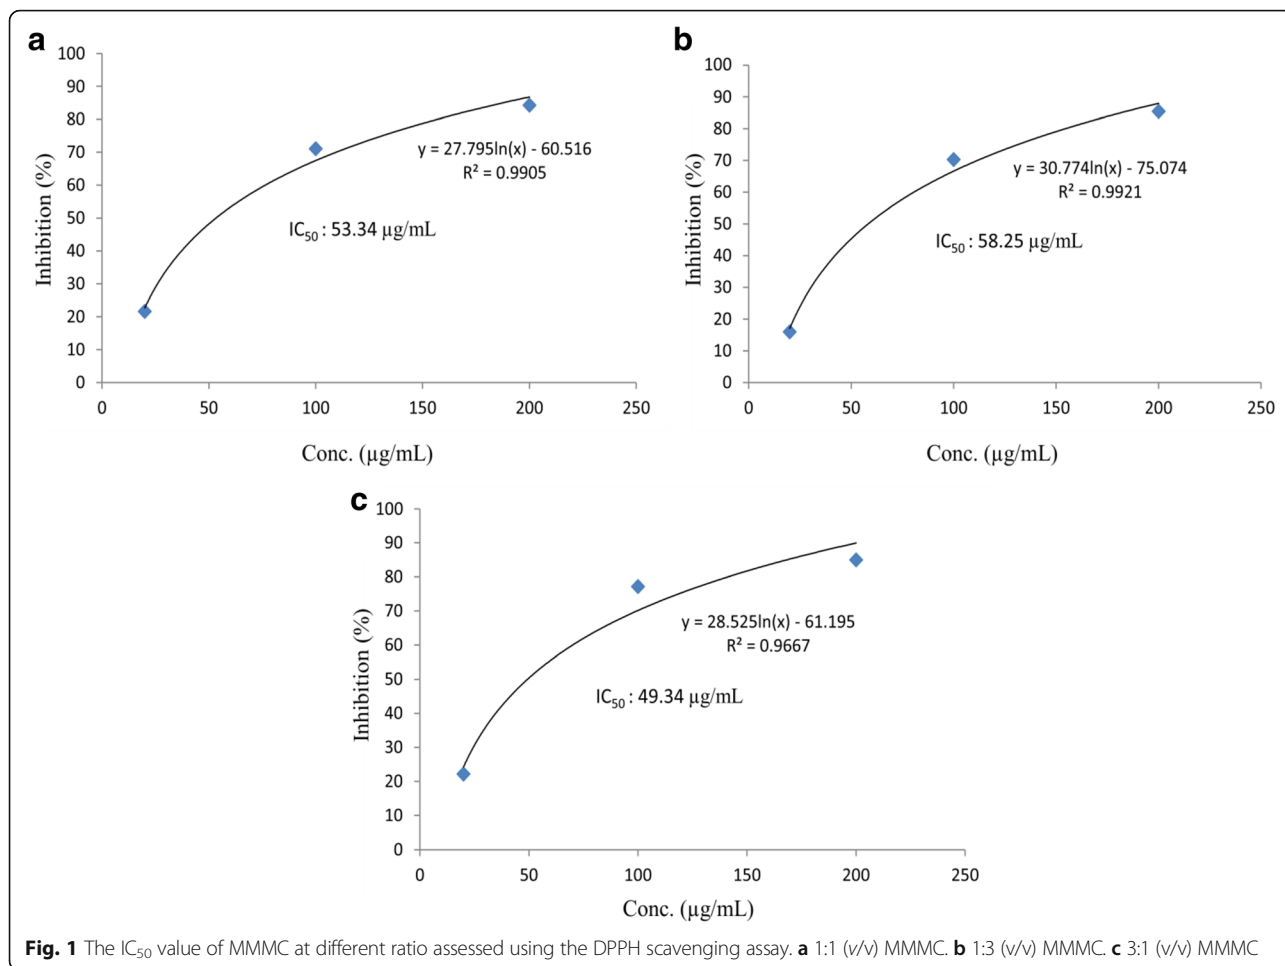 a
100
90
80
70
60
50
40
30
20
10
0
Inhibition (%)
y = 27.795ln(x) - 60.516
R² = 0.9905
IC₅₀ : 53.34 µg/mL
0 50 100 150 200 250
Conc. (µg/mL)
b
100
90
80
70
60
50
40
30
20
10
0
Inhibition (%)
y = 30.774ln(x) - 75.074
R² = 0.9921
IC₅₀ : 58.25 µg/mL
0 50 100 150 200 250
Conc. (µg/mL)
c
100
90
80
70
60
50
40
30
20
10
0
Inhibition (%)
y = 28.525ln(x) - 61.195
R² = 0.9667
IC₅₀ : 49.34 µg/mL
0 50 100 150 200 250
Conc. (µg/mL)
Fig. 1 The IC₅₀ value of MMMC at different ratio assessed using the DPPH scavenging assay. a 1:1 (v/v) MMMC. b 1:3 (v/v) MMMC. c 3:1 (v/v) MMMC